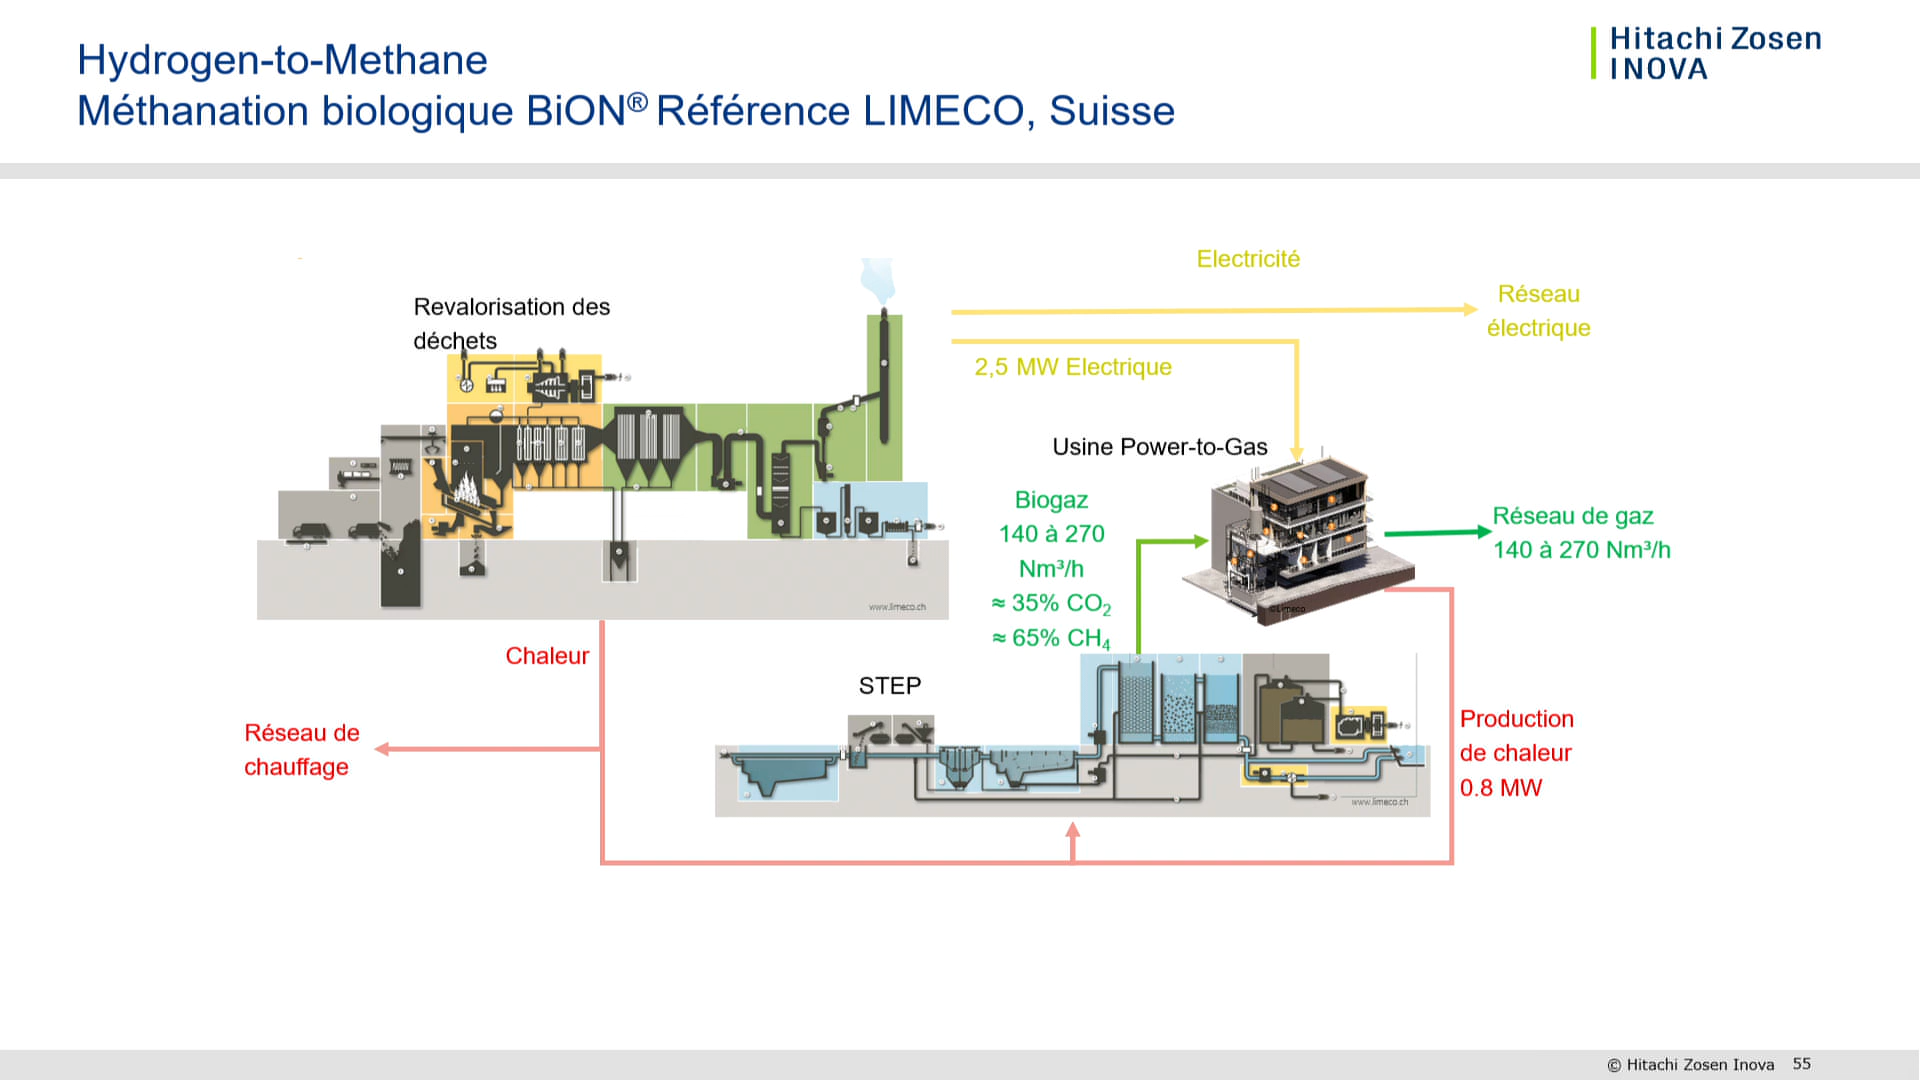 Hydrogen-to-Methane
Méthanation biologique BiON® Référence LIMECO, Suisse
Hitachi Zosen
INOVA
Electricité
Réseau
électrique
Revalorisation des
déchets
2,5 MW Electrique
Usine Power-to-Gas
Biogaz
140 à 270
Nm³/h
≈ 35% CO₂
≈ 65% CH₄
Réseau de gaz
140 à 270 Nm³/h
©Limeco
www.limeco.ch
Chaleur
STEP
Réseau de
chauffage
Production
de chaleur
0.8 MW
www.limeco.ch
© Hitachi Zosen Inova 55